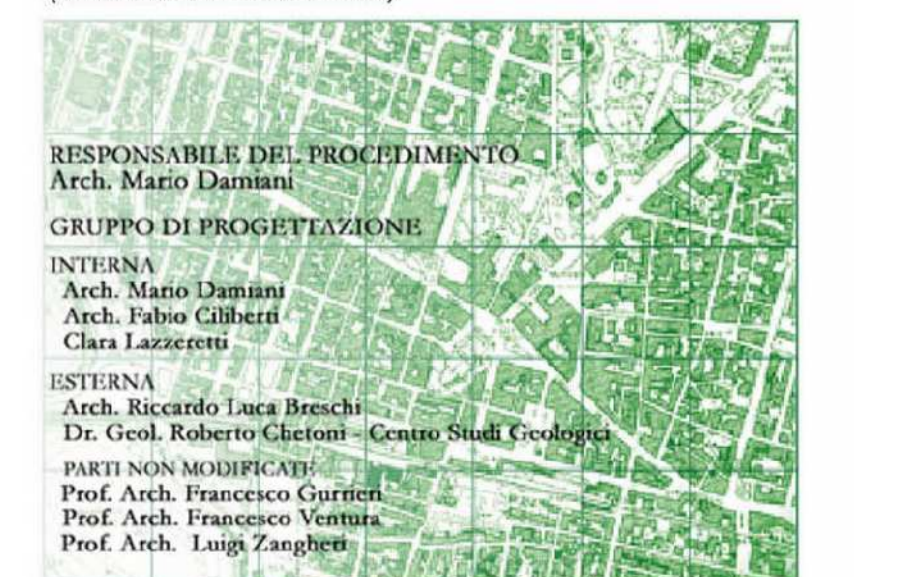 RESPONSABILE DEL PROCEDIMENTO
Arch. Mario Damiani
GRUPPO DI PROGETTAZIONE
INTERNA
Arch. Mario Damiani
Arch. Fabio Ciliberti
Clara Lazzeretti
ESTERNA
Arch. Riccardo Luca Breschi
Dr. Geol. Roberto Chetoni - Centro Studi Geologici
PARTI NON MODIFICATE
Prof. Arch. Francesco Gurrieri
Prof. Arch. Francesco Ventura
Prof. Arch. Luigi Zangheri